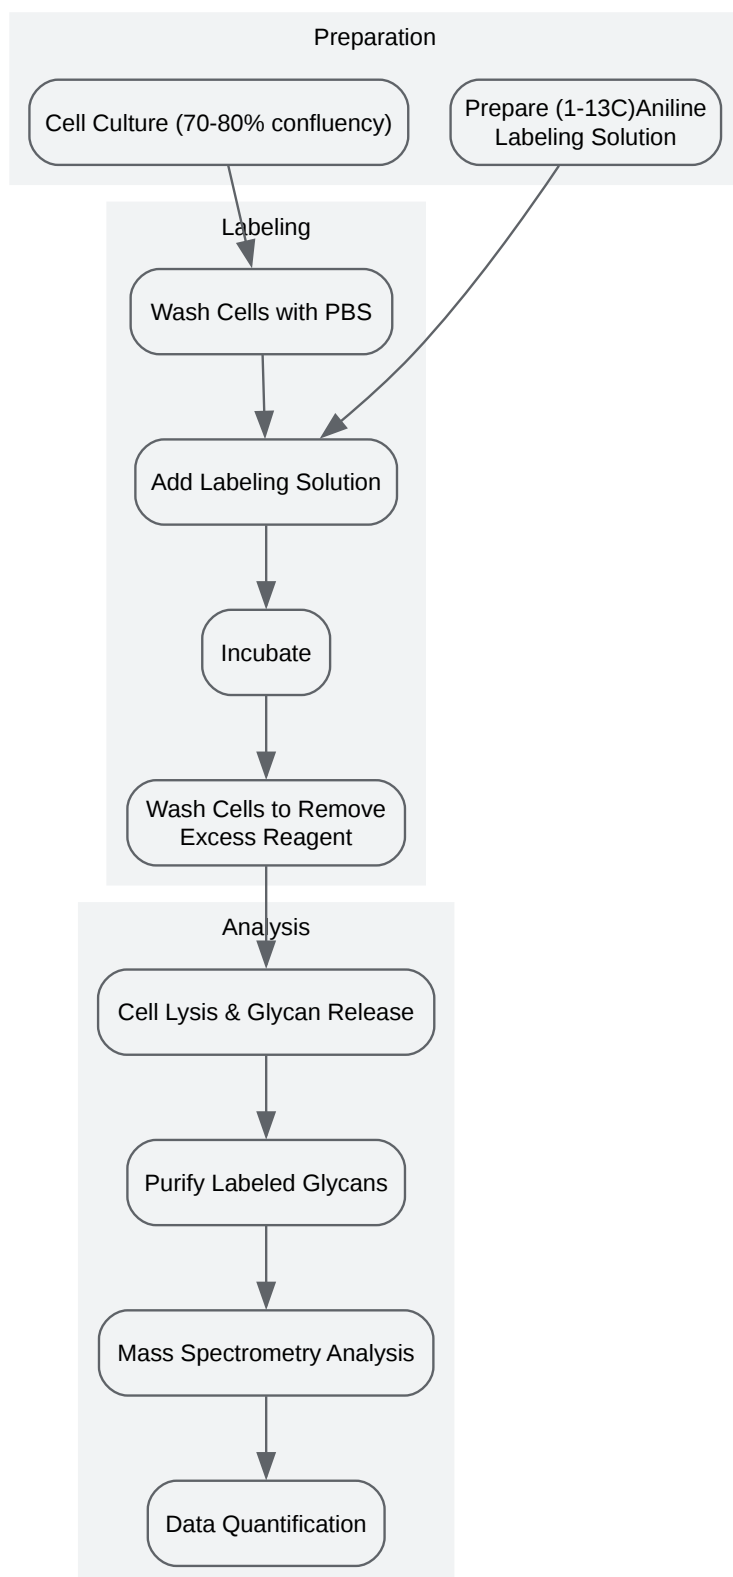 Preparation
Cell Culture (70-80% confluency)
Prepare (1-13C)Aniline
Labeling Solution
Labeling
Wash Cells with PBS
Add Labeling Solution
Incubate
Wash Cells to Remove
Excess Reagent
Analysis
Cell Lysis & Glycan Release
Purify Labeled Glycans
Mass Spectrometry Analysis
Data Quantification